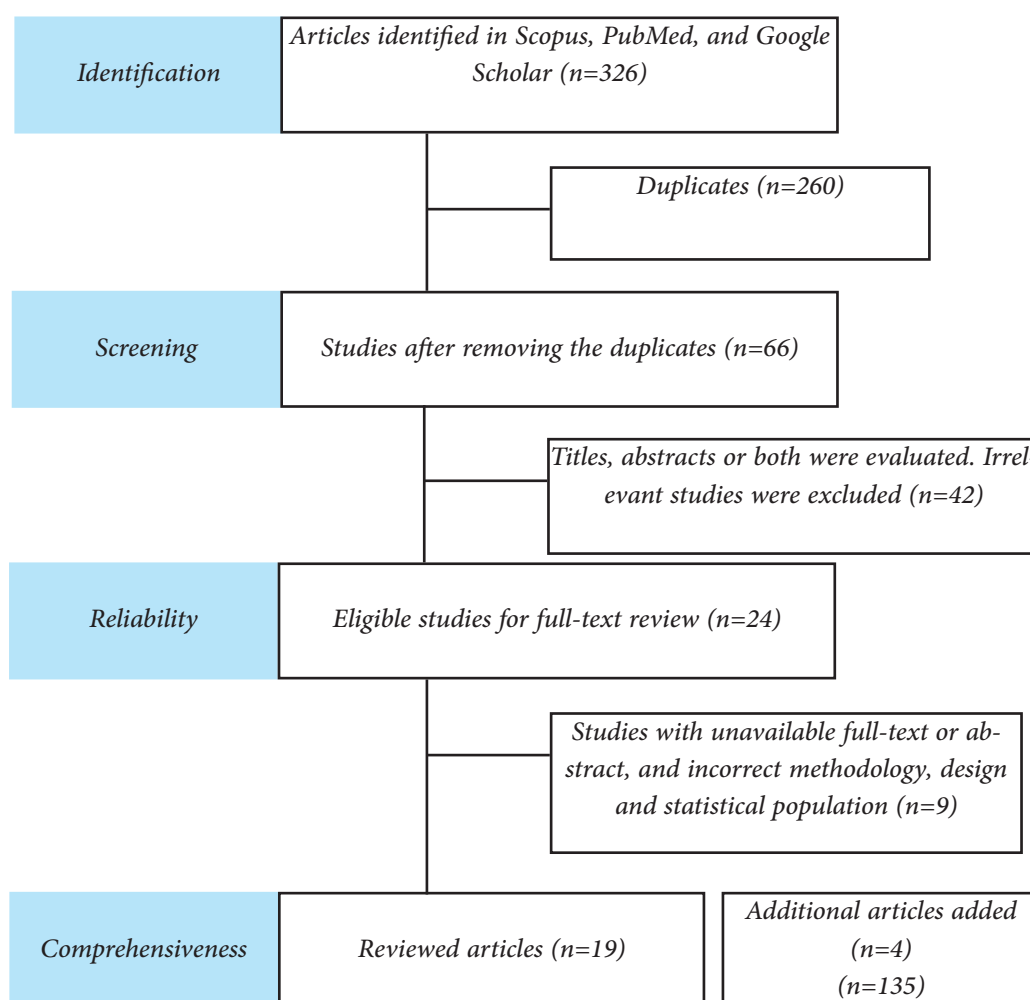 Identification
Articles identified in Scopus, PubMed, and Google
Scholar (n=326)
Duplicates (n=260)
Screening
Studies after removing the duplicates (n=66)
Titles, abstracts or both were evaluated. Irrel-
evant studies were excluded (n=42)
Reliability
Eligible studies for full-text review (n=24)
Studies with unavailable full-text or ab-
stract, and incorrect methodology, design
and statistical population (n=9)
Comprehensiveness
Reviewed articles (n=19)
Additional articles added
(n=4)
(n=135)